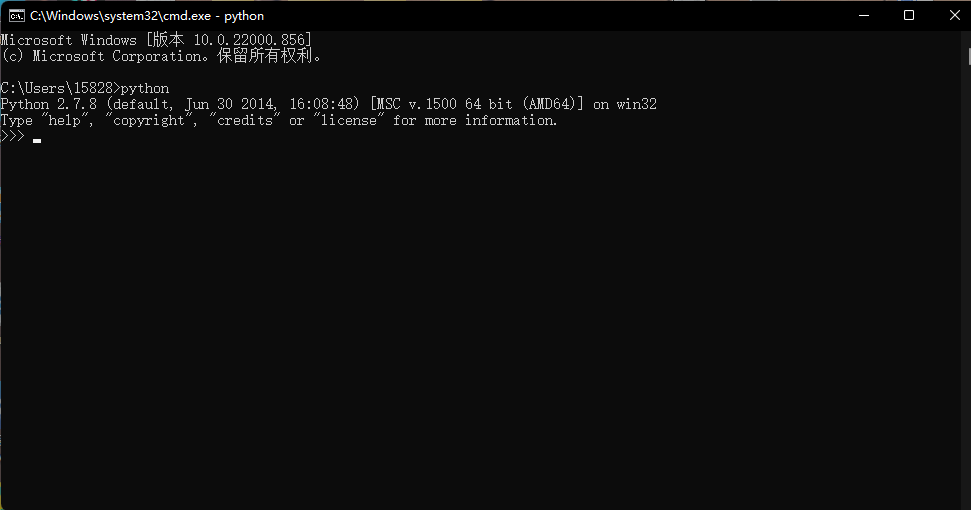 C:\Windows\system32\cmd.exe - python
Microsoft Windows [版本 10.0.22000.856]
(c) Microsoft Corporation。保留所有权利。
C:\Users\15828>python
Python 2.7.8 (default, Jun 30 2014, 16:08:48) [MSC v.1500 64 bit (AMD64)] on win32
Type "help", "copyright", "credits" or "license" for more information.
>>>